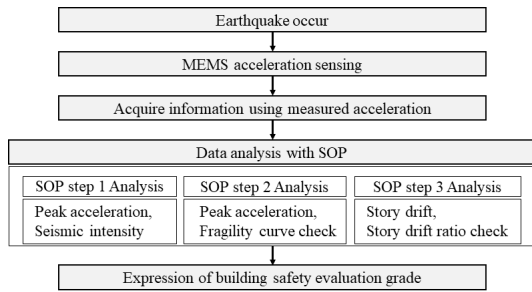 Earthquake occur
MEMS acceleration sensing
Acquire information using measured acceleration
Data analysis with SOP
SOP step 1 Analysis
Peak acceleration,
Seismic intensity
SOP step 2 Analysis
Peak acceleration,
Fragility curve check
SOP step 3 Analysis
Story drift,
Story drift ratio check
Expression of building safety evaluation grade